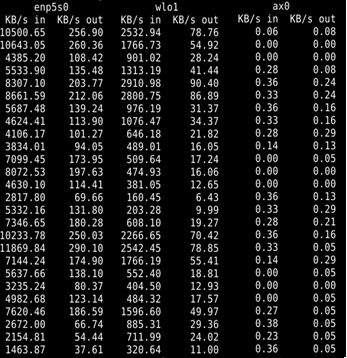 enp5s0 wlo1 ax0
KB/s in KB/s out KB/s in KB/s out KB/s in KB/s out
10500.65 256.90 2532.94 78.76 0.06 0.08
10643.05 260.36 1766.73 54.92 0.00 0.00
4385.20 108.42 901.02 28.24 0.00 0.00
5533.90 135.48 1313.19 41.44 0.28 0.08
8307.10 203.77 2910.98 90.40 0.36 0.24
8661.59 212.06 2800.75 86.89 0.33 0.24
5687.48 139.24 976.19 31.37 0.36 0.16
4624.41 113.90 1076.47 34.37 0.33 0.16
4106.17 101.27 646.18 21.82 0.28 0.29
3834.01 94.05 489.01 16.05 0.14 0.13
7099.45 173.95 509.64 17.24 0.00 0.05
8072.53 197.63 474.93 16.06 0.00 0.00
4630.10 114.41 381.05 12.65 0.00 0.00
2817.80 69.66 160.45 6.43 0.36 0.13
5332.16 131.80 203.28 9.99 0.33 0.29
7346.65 180.28 608.10 19.27 0.28 0.21
10233.78 250.03 2266.65 70.42 0.36 0.16
11869.84 290.10 2542.45 78.85 0.33 0.05
7144.24 174.90 1766.19 55.41 0.14 0.29
5637.66 138.10 552.40 18.81 0.00 0.05
3235.24 80.37 404.50 12.93 0.00 0.00
4982.68 123.14 484.32 17.57 0.00 0.05
7620.46 186.59 1596.60 49.97 0.27 0.05
2672.00 66.74 885.31 29.36 0.38 0.05
2154.81 54.44 711.99 24.02 0.23 0.05
1463.87 37.61 320.64 11.00 0.36 0.05